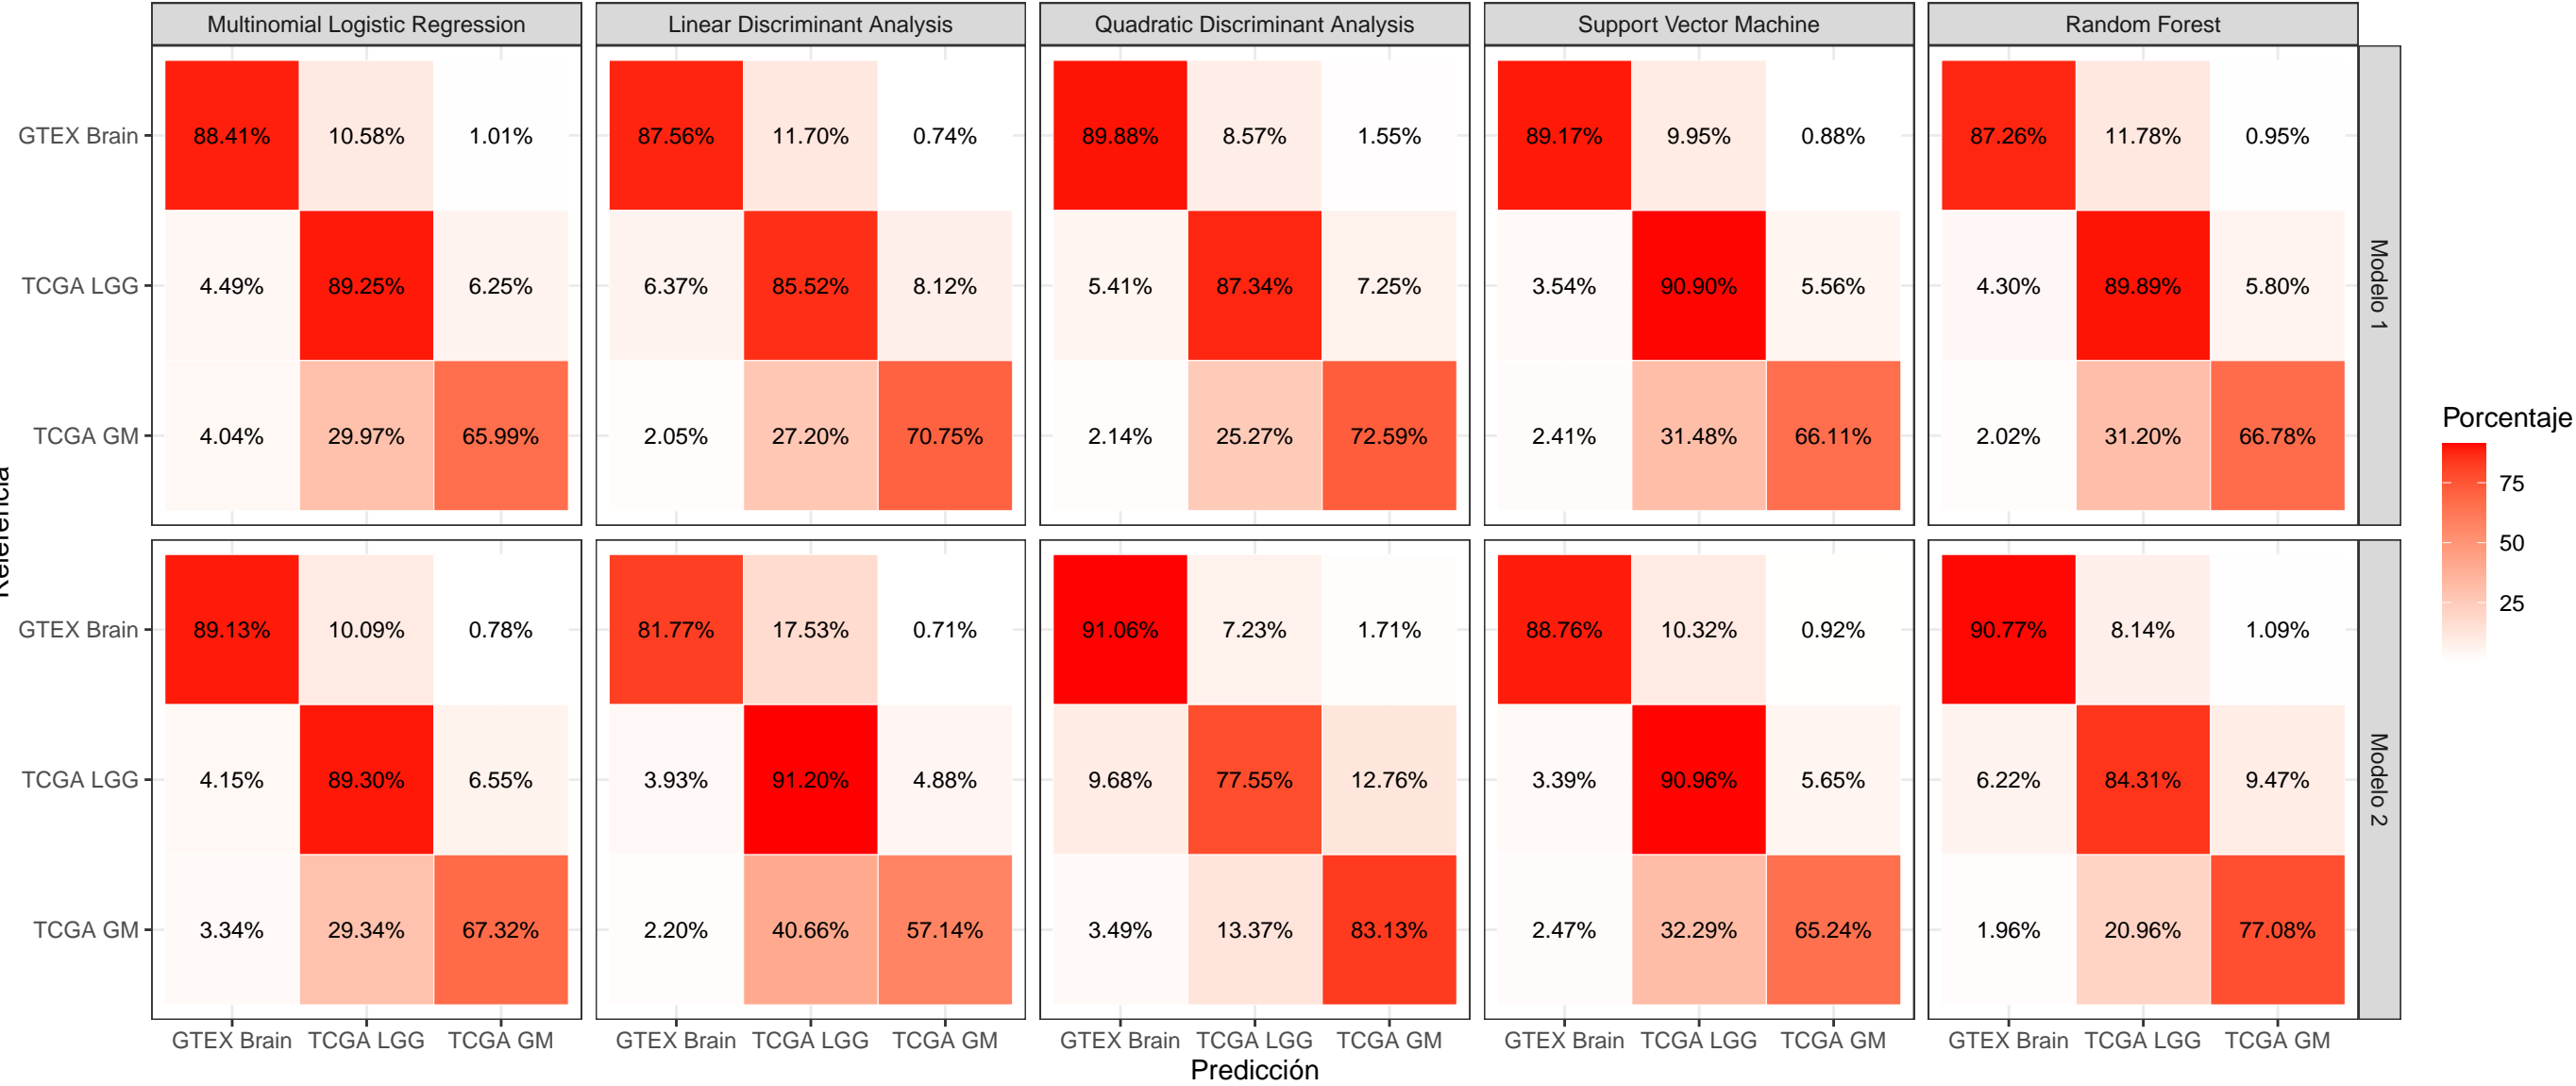 Multinomial Logistic Regression Linear Discriminant Analysis Quadratic Discriminant Analysis Support Vector Machine Random Forest
GTEX Brain 88.41% 10.58% 1.01% 87.56% 11.70% 0.74% 89.88% 8.57% 1.55% 89.17% 9.95% 0.88% 87.26% 11.78% 0.95%
TCGA LGG 4.49% 89.25% 6.25% 6.37% 85.52% 8.12% 5.41% 87.34% 7.25% 3.54% 90.90% 5.56% 4.30% 89.89% 5.80%
Modelo 1
TCGA GM 4.04% 29.97% 65.99% 2.05% 27.20% 70.75% 2.14% 25.27% 72.59% 2.41% 31.48% 66.11% 2.02% 31.20% 66.78%
GTEX Brain 89.13% 10.09% 0.78% 81.77% 17.53% 0.71% 91.06% 7.23% 1.71% 88.76% 10.32% 0.92% 90.77% 8.14% 1.09%
TCGA LGG 4.15% 89.30% 6.55% 3.93% 91.20% 4.88% 9.68% 77.55% 12.76% 3.39% 90.96% 5.65% 6.22% 84.31% 9.47%
Modelo 2
TCGA GM 3.34% 29.34% 67.32% 2.20% 40.66% 57.14% 3.49% 13.37% 83.13% 2.47% 32.29% 65.24% 1.96% 20.96% 77.08%
GTEX Brain TCGA LGG TCGA GM GTEX Brain TCGA LGG TCGA GM GTEX Brain TCGA LGG TCGA GM GTEX Brain TCGA LGG TCGA GM GTEX Brain TCGA LGG TCGA GM
Predicción
Porcentaje
75
50
25